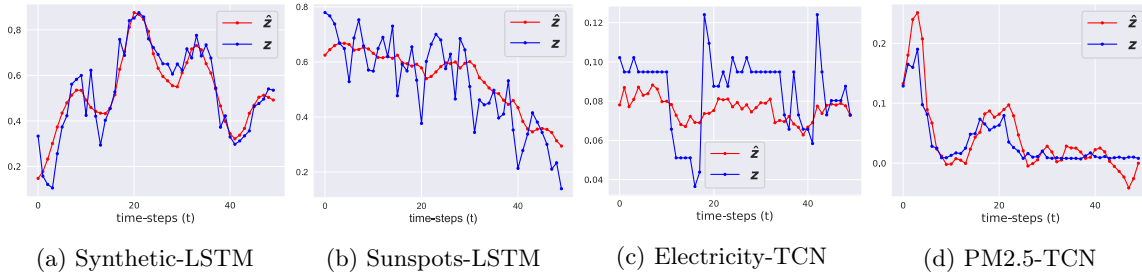 0.8
0.6
0.4
0.2
0
20
40
time-steps (t)
ẑ
z
(a) Synthetic-LSTM
0.8
0.6
0.4
0.2
0
20
40
time-steps (t)
ẑ
z
(b) Sunspots-LSTM
0.12
0.10
0.08
0.06
0.04
0
20
40
time-steps (t)
ẑ
z
(c) Electricity-TCN
0.2
0.1
0.0
0
20
40
time-steps (t)
ẑ
z
(d) PM2.5-TCN